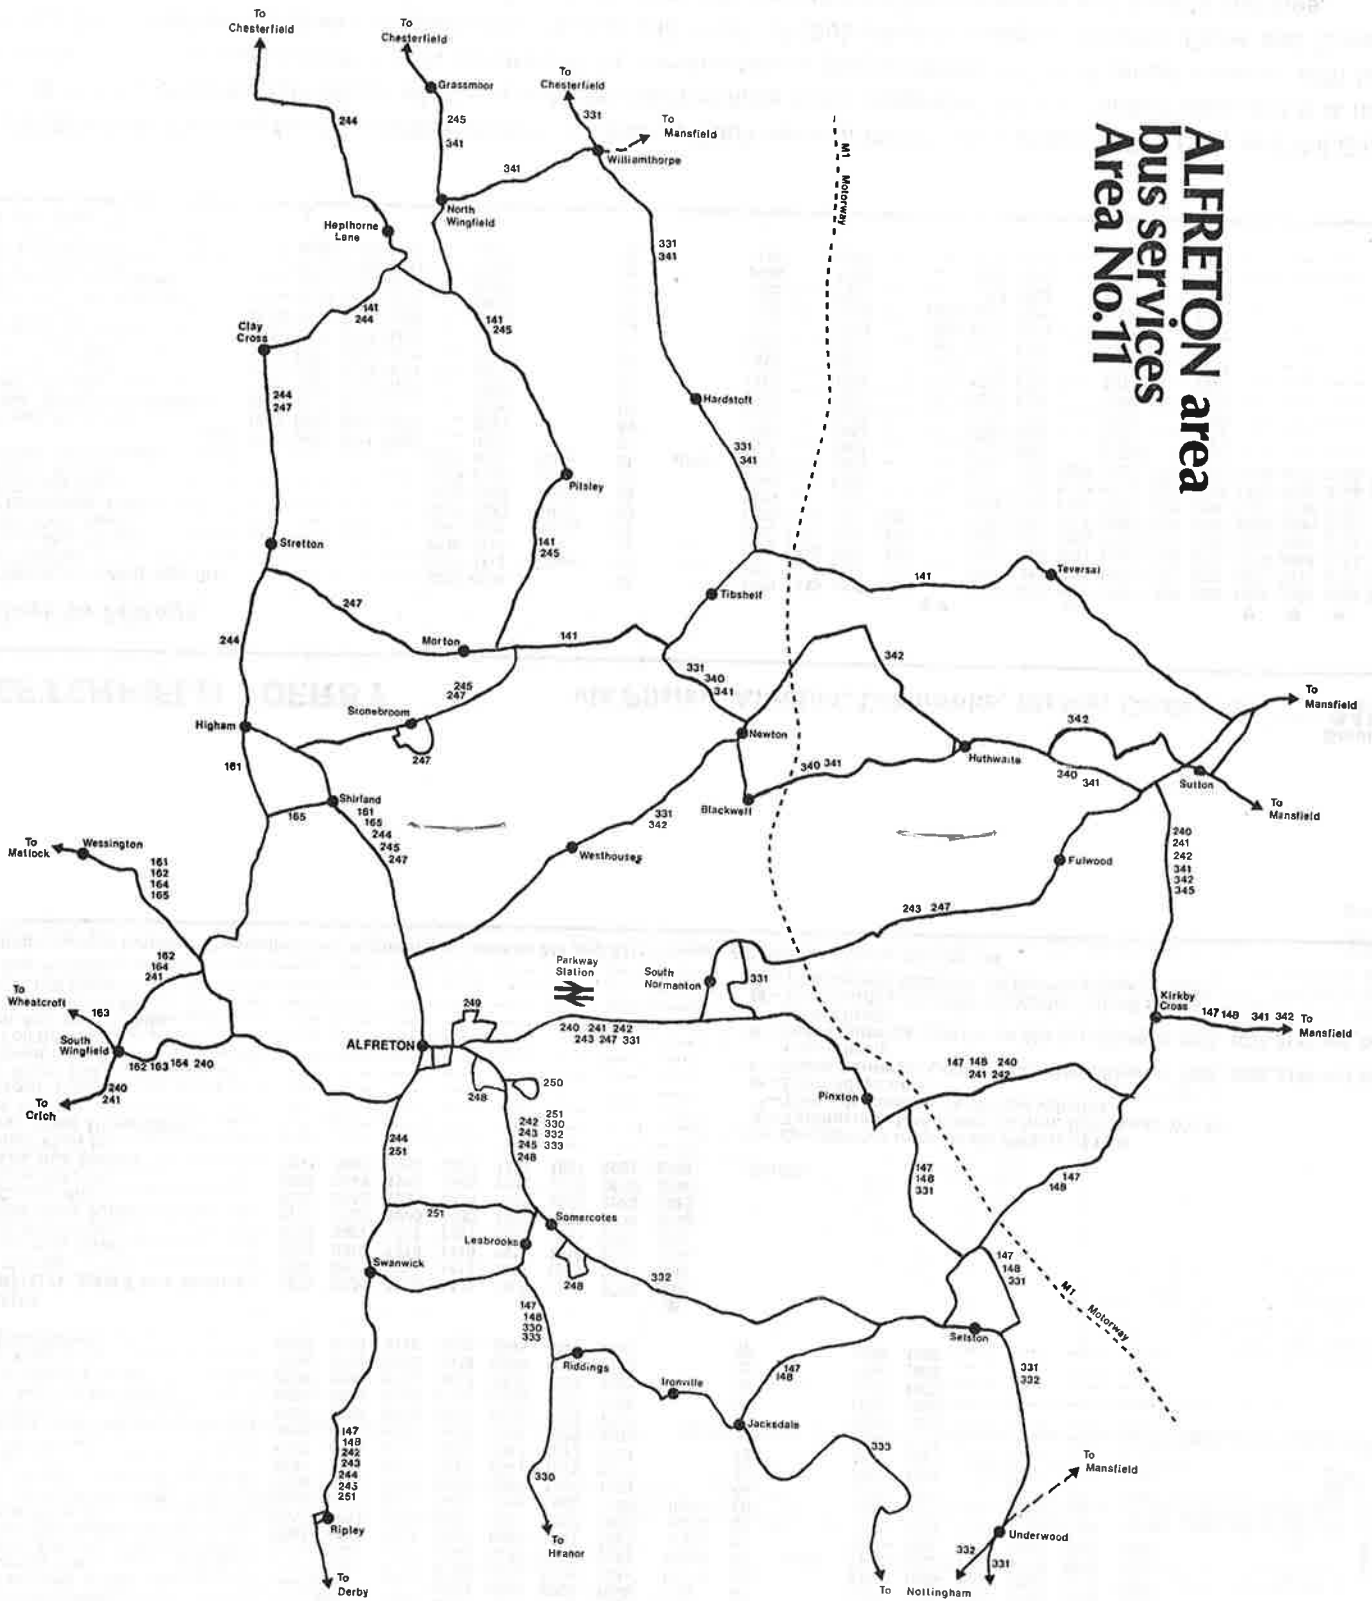 ALFRETON area
bus services
Area No.11
To
Chesterfield
To
Chesterfield
Grassmoor
To
Chesterfield
331
To
Mansfield
Williamthorpe
244
245
341
341
North
Wingfield
Hepthorne
Lane
M1 Motorway
331
341
141
244
141
245
Clay
Cross
244
247
Hardstoft
331
341
Pilsley
141
245
Stretton
247
Tibshelf
141
Teversal
244
Morton
141
331
340
341
342
245
247
Stonebroom
247
Higham
161
Newton
342
To
Mansfield
Huthwaite
340 341
340
341
Sutton
To
Mansfield
Blackwell
Shirland
165
161
165
244
245
247
331
342
Westhouses
240
241
242
341
342
345
Fulwood
To
Matlock
Wessington
161
162
164
165
243 247
162
164
241
Parkway
Station
South
Normanton
331
To
Wheatcroft
163
South
Wingfield
162 163 164 240
240
241
To
Crich
249
ALFRETON
240 241 242
243 247 331
Kirkby
Cross
147 148 341 342
To
Mansfield
147 148 240
241 242
Pinxton
248
250
242
243
245
248
251
330
332
333
244
251
147
148
331
147
148
251
Somercotes
Leabrooks
248
Swanwick
332
147
148
331
M1 Motorway
147
148
330
333
Selston
Riddings
147
148
331
332
Ironville
Jacksdale
333
147
148
242
243
244
243
251
330
To
Mansfield
Ripley
To
Heanor
Underwood
332
331
To
Derby
To
Nottingham